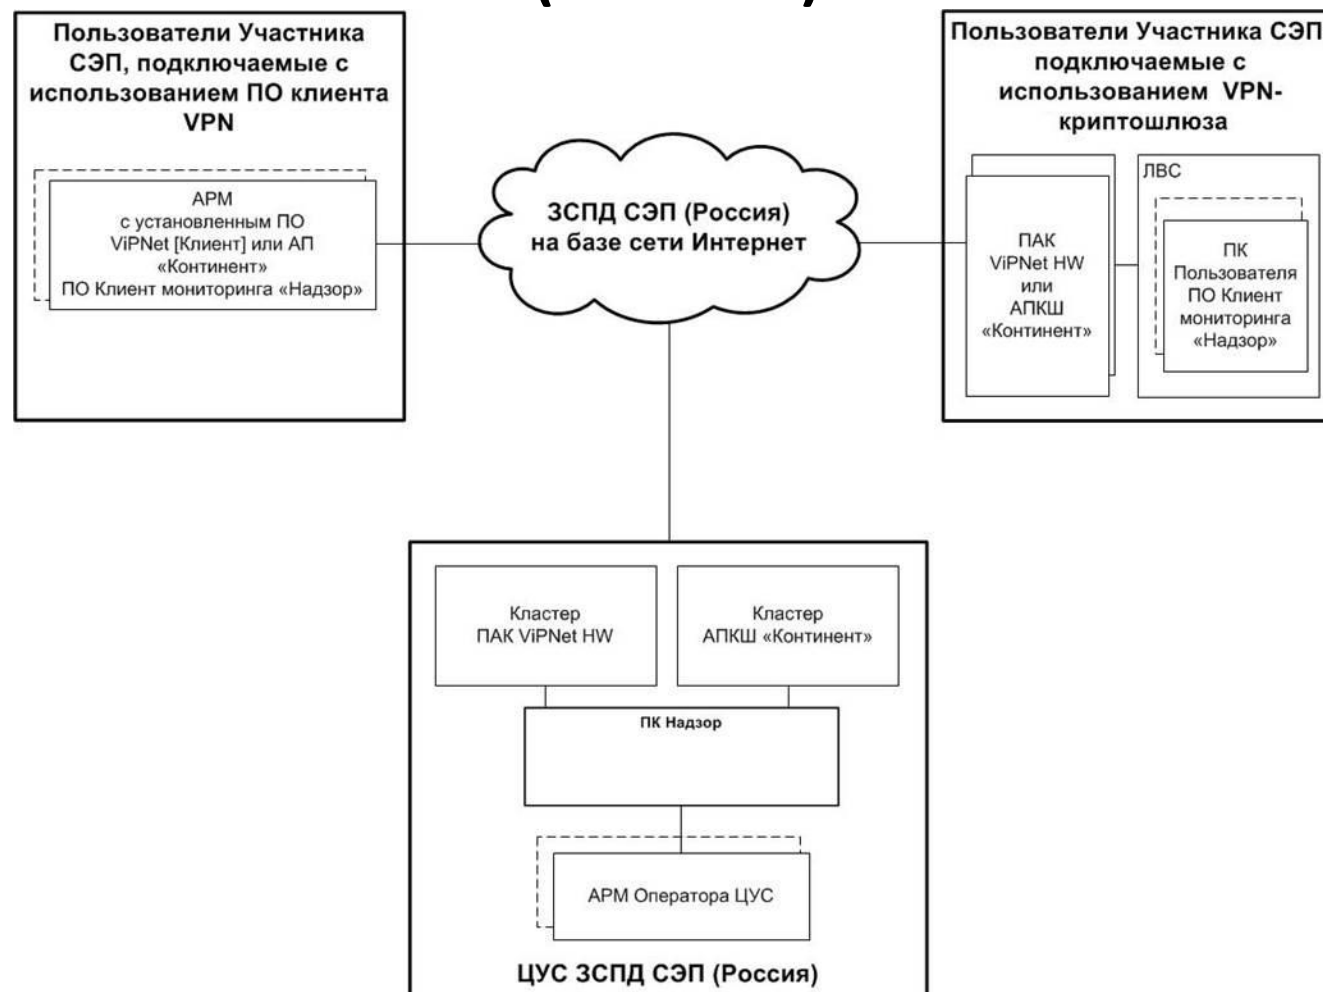 Пользователи Участника
СЭП, подключаемые с
использованием ПО клиента
VPN
АРМ
с установленным ПО
ViPNet [Клиент] или АП
«Континент»
ПО Клиент мониторинга «Надзор»
ЗСПД СЭП (Россия)
на базе сети Интернет
Пользователи Участника СЭП
подключаемые с
использованием VPN-
криптошлюза
ПАК
ViPNet HW
или
АПКШ
«Континент»
ЛВС
ПК
Пользователя
ПО Клиент
мониторинга
«Надзор»
Кластер
ПАК ViPNet HW
Кластер
АПКШ «Континент»
ПК Надзор
АРМ Оператора ЦУС
ЦУС ЗСПД СЭП (Россия)